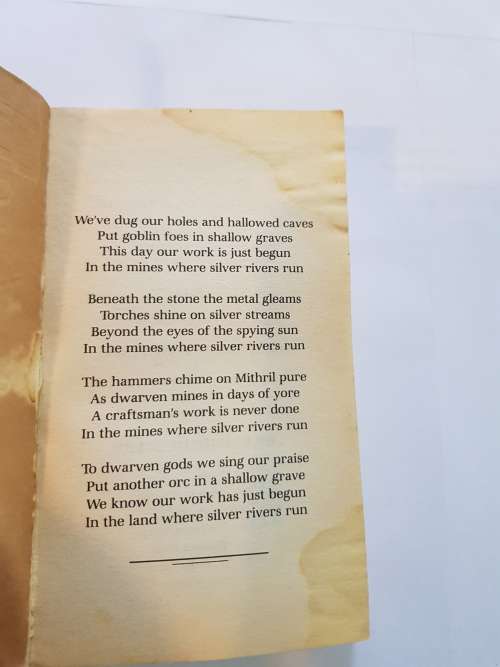 We've dug our holes and hallowed caves
Put goblin foes in shallow graves
This day our work is just begun
In the mines where silver rivers run
Beneath the stone the metal gleams
Torches shine on silver streams
Beyond the eyes of the spying sun
In the mines where silver rivers run
The hammers chime on Mithril pure
As dwarven mines in days of yore
A craftsman's work is never done
In the mines where silver rivers run
To dwarven gods we sing our praise
Put another orc in a shallow grave
We know our work has just begun
In the land where silver rivers run